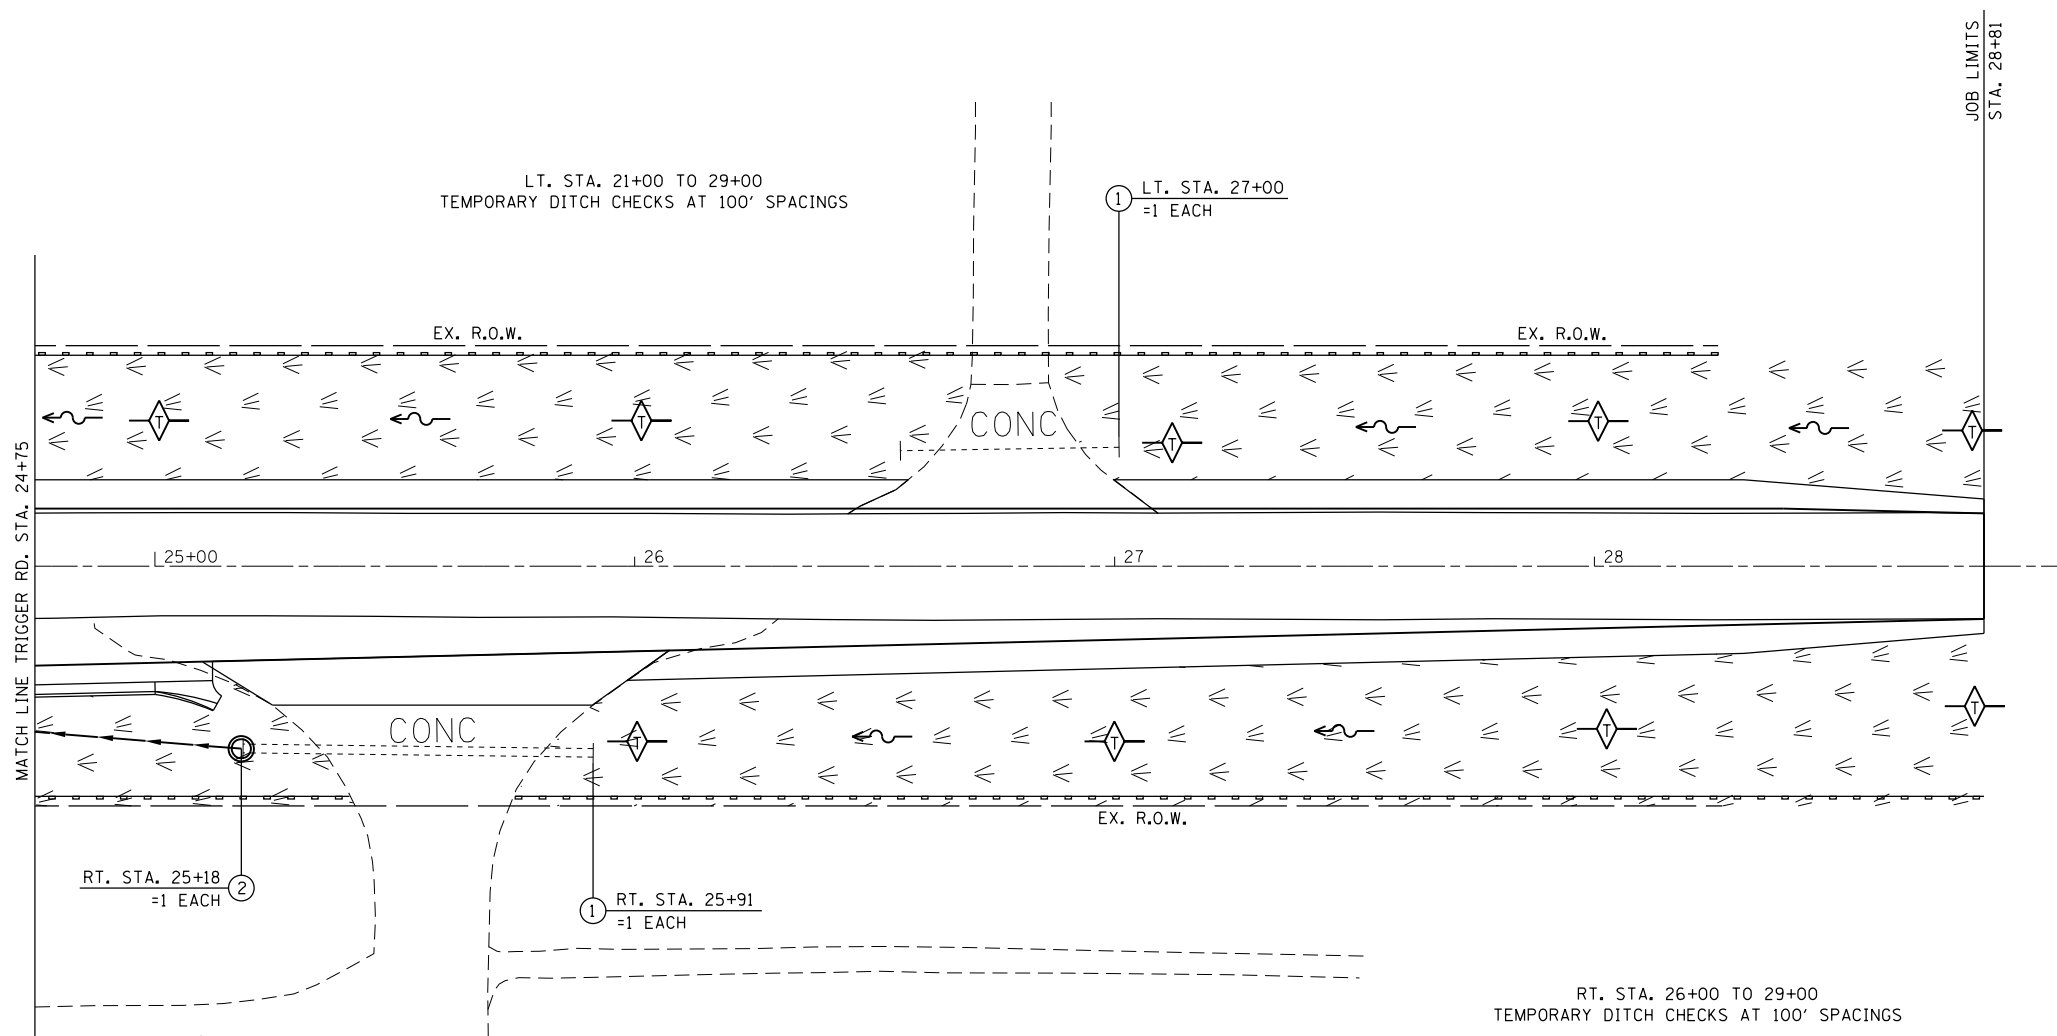 JOB LIMITS
STA. 28+81
LT. STA. 21+00 TO 29+00
TEMPORARY DITCH CHECKS AT 100' SPACINGS
1
LT. STA. 27+00
=1 EACH
EX. R.O.W.
EX. R.O.W.
T
T
T
T
T
CONC
MATCH LINE TRIGGER RD. STA. 24+75
25+00
26
27
28
CONC
T
T
T
T
EX. R.O.W.
RT. STA. 25+18
=1 EACH
2
1
RT. STA. 25+91
=1 EACH
RT. STA. 26+00 TO 29+00
TEMPORARY DITCH CHECKS AT 100' SPACINGS